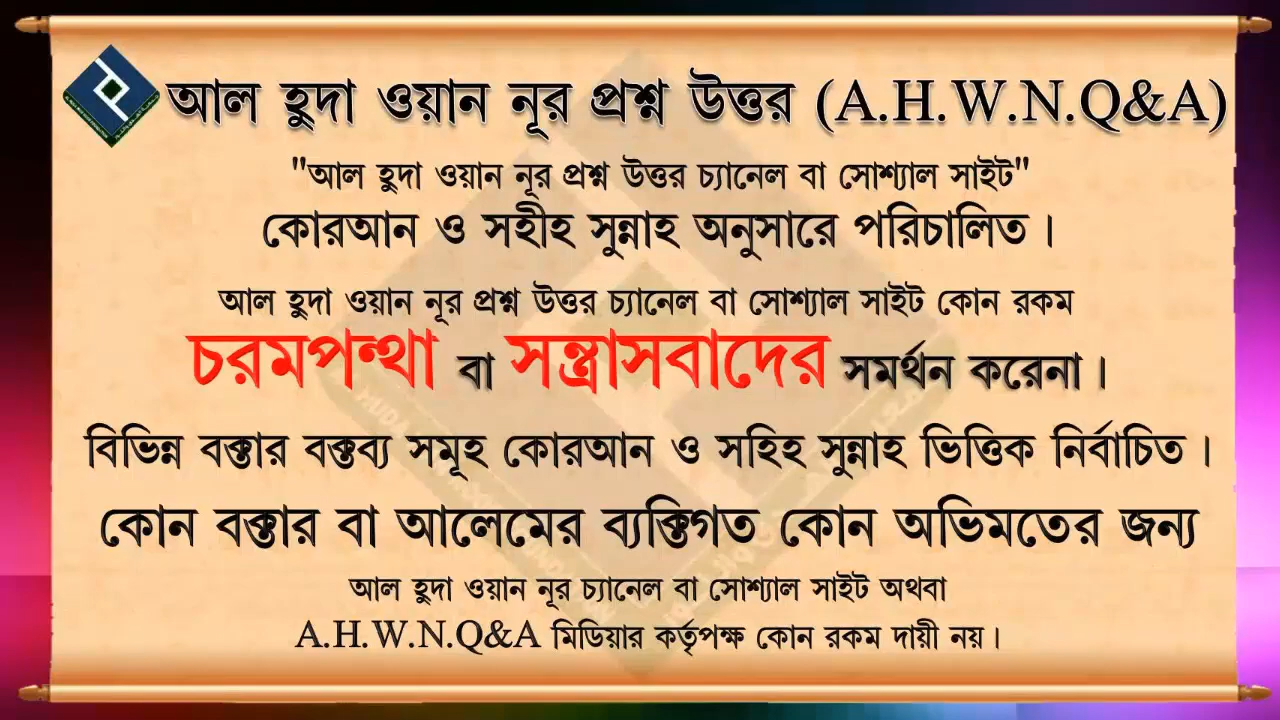 আল হুদা ওয়ান নূর প্রশ্ন উত্তর (A.H.W.N.Q&A)
"আল হুদা ওয়ান নূর প্রশ্ন উত্তর চ্যানেল বা সোশ্যাল সাইট"
কোরআন ও সহীহ সুন্নাহ অনুসারে পরিচালিত।
আল হুদা ওয়ান নূর প্রশ্ন উত্তর চ্যানেল বা সোশ্যাল সাইট কোন রকম
চরমপন্থা বা সন্ত্রাসবাদের সমর্থন করেনা।
বিভিন্ন বক্তার বক্তব্য সমূহ কোরআন ও সহিহ সুন্নাহ ভিত্তিক নির্বাচিত।
কোন বক্তার বা আলেমের ব্যক্তিগত কোন অভিমতের জন্য
আল হুদা ওয়ান নূর চ্যানেল বা সোশ্যাল সাইট অথবা
A.H.W.N.Q&A মিডিয়ার কর্তৃপক্ষ কোন রকম দায়ী নয়।